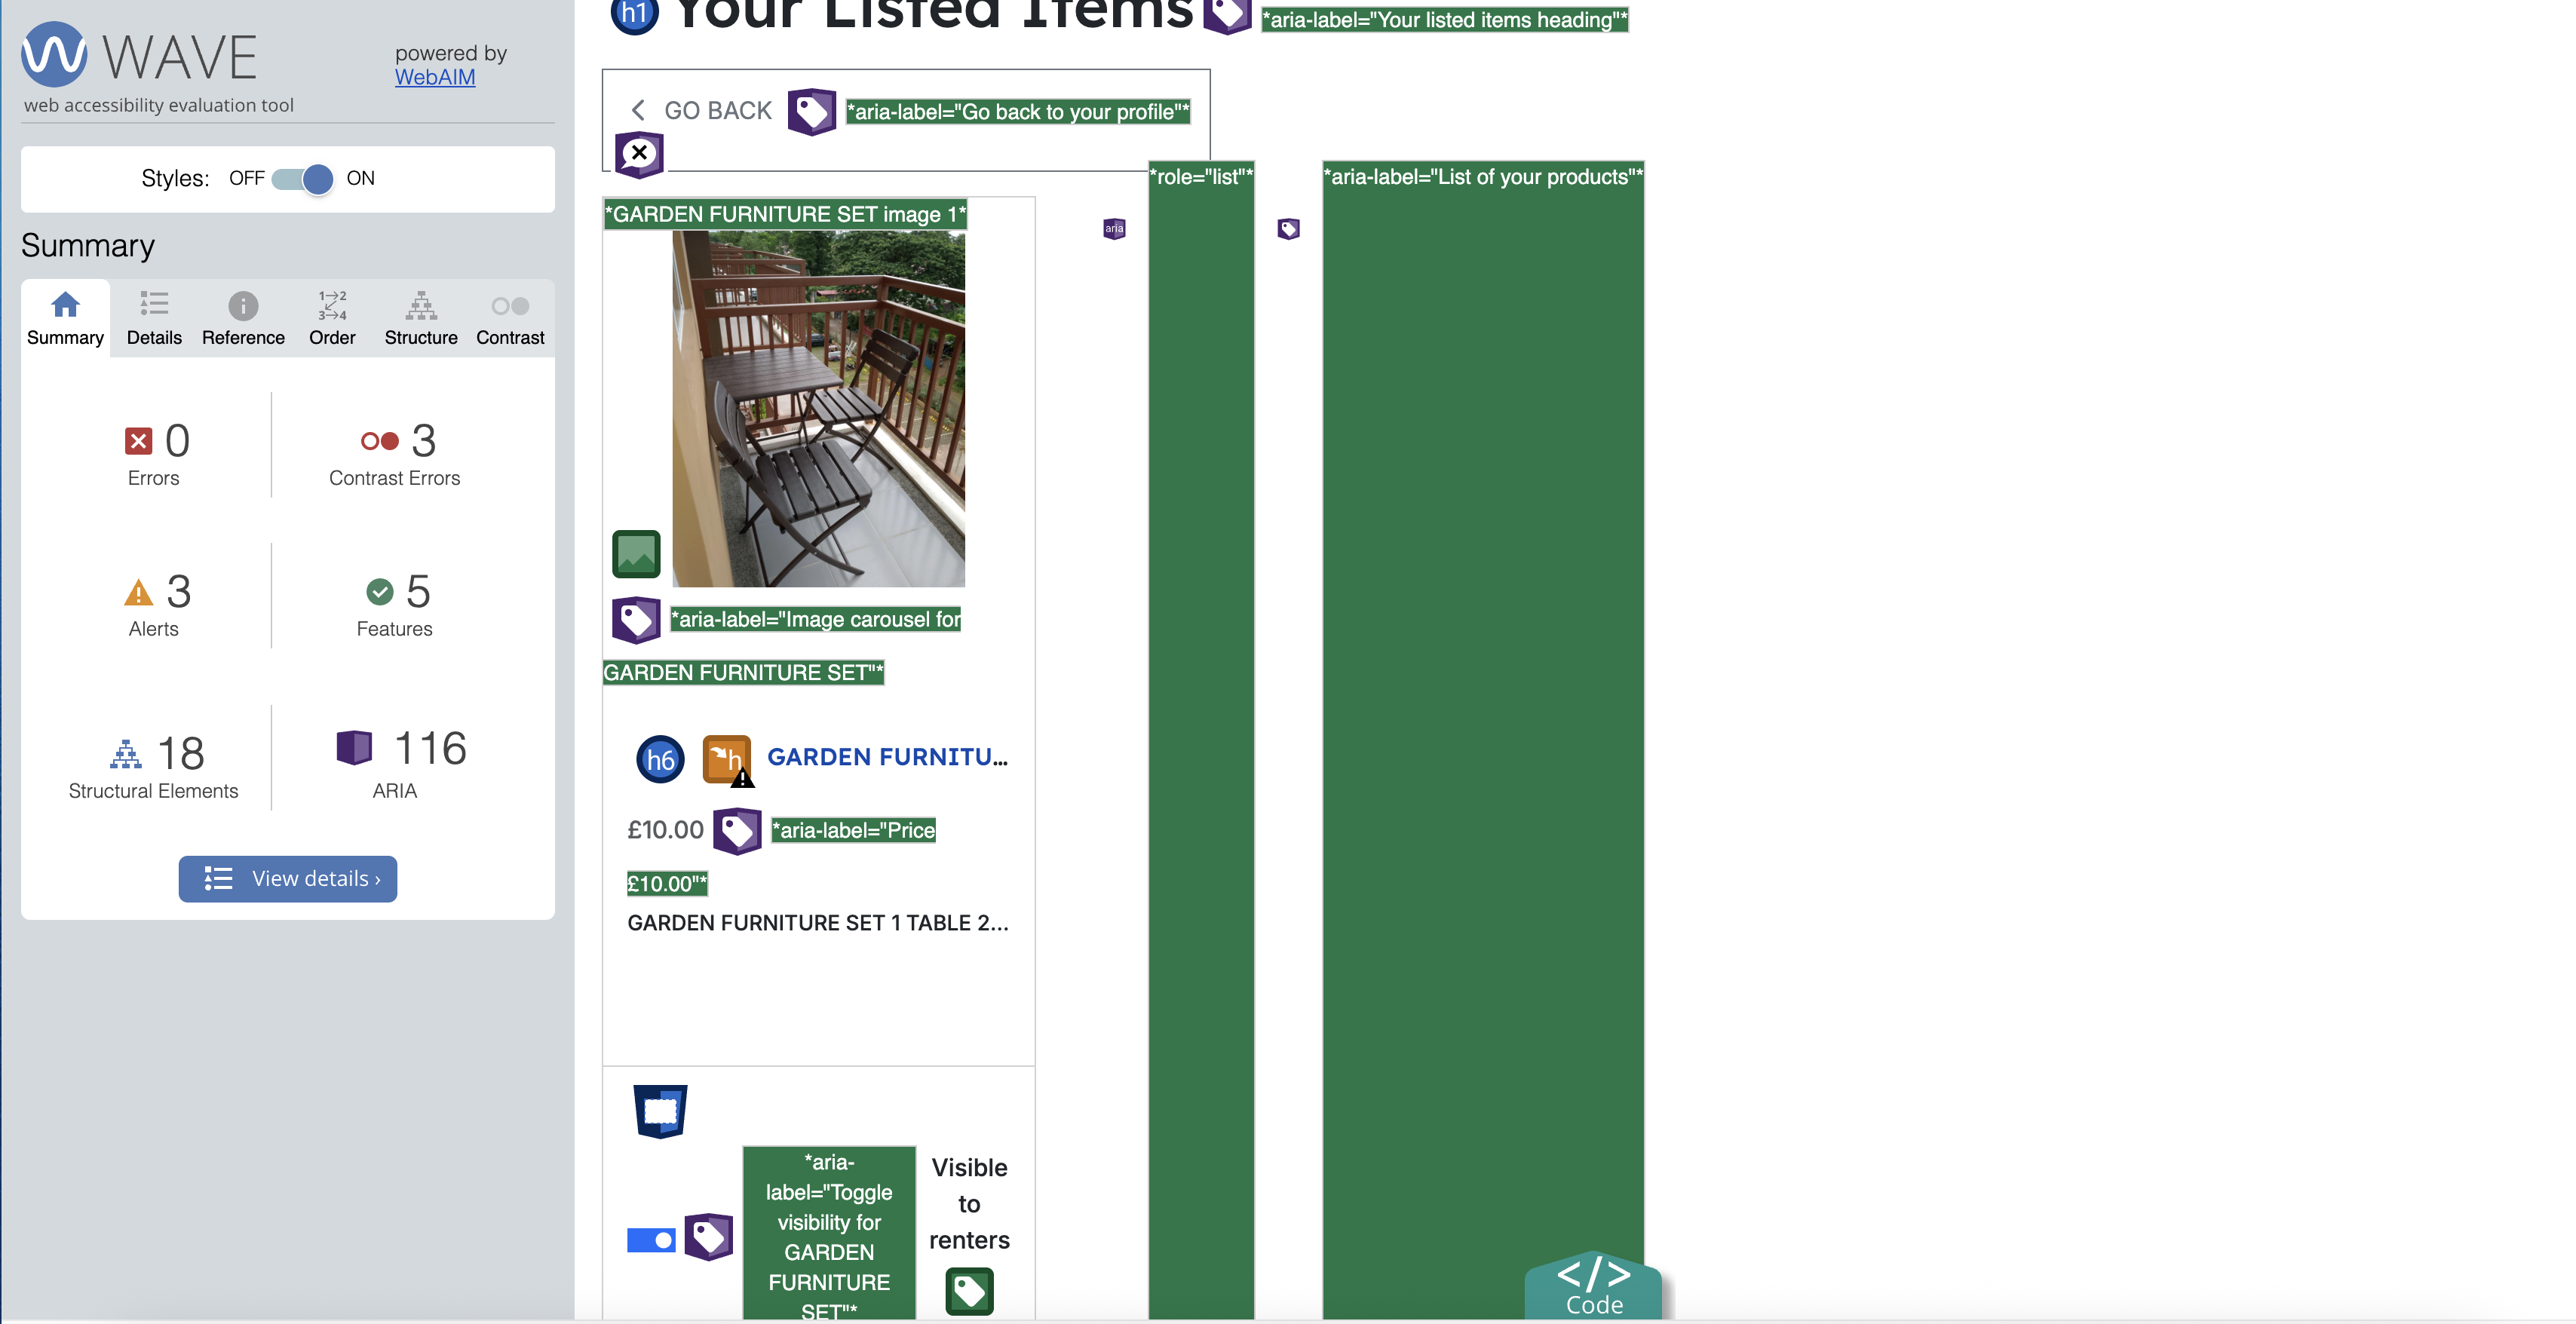 WAVE
powered by
WebAIM
web accessibility evaluation tool
Styles: OFF ON
Summary
1→2
3→4
Summary Details Reference Order Structure Contrast
0
Errors
3
Contrast Errors
3
Alerts
5
Features
18
Structural Elements
116
ARIA
View details ›
h1 Your Listed Items *aria-label="Your listed items heading"*
GO BACK *aria-label="Go back to your profile"*
aria *role="list"* *aria-label="List of your products"*
*GARDEN FURNITURE SET image 1*
*aria-label="Image carousel for
GARDEN FURNITURE SET"*
h6 h GARDEN FURNITU...
£10.00 *aria-label="Price
£10.00"*
GARDEN FURNITURE SET 1 TABLE 2...
*aria-
label="Toggle
visibility for
GARDEN
FURNITURE
SET"*
Visible
to
renters
</>
Code